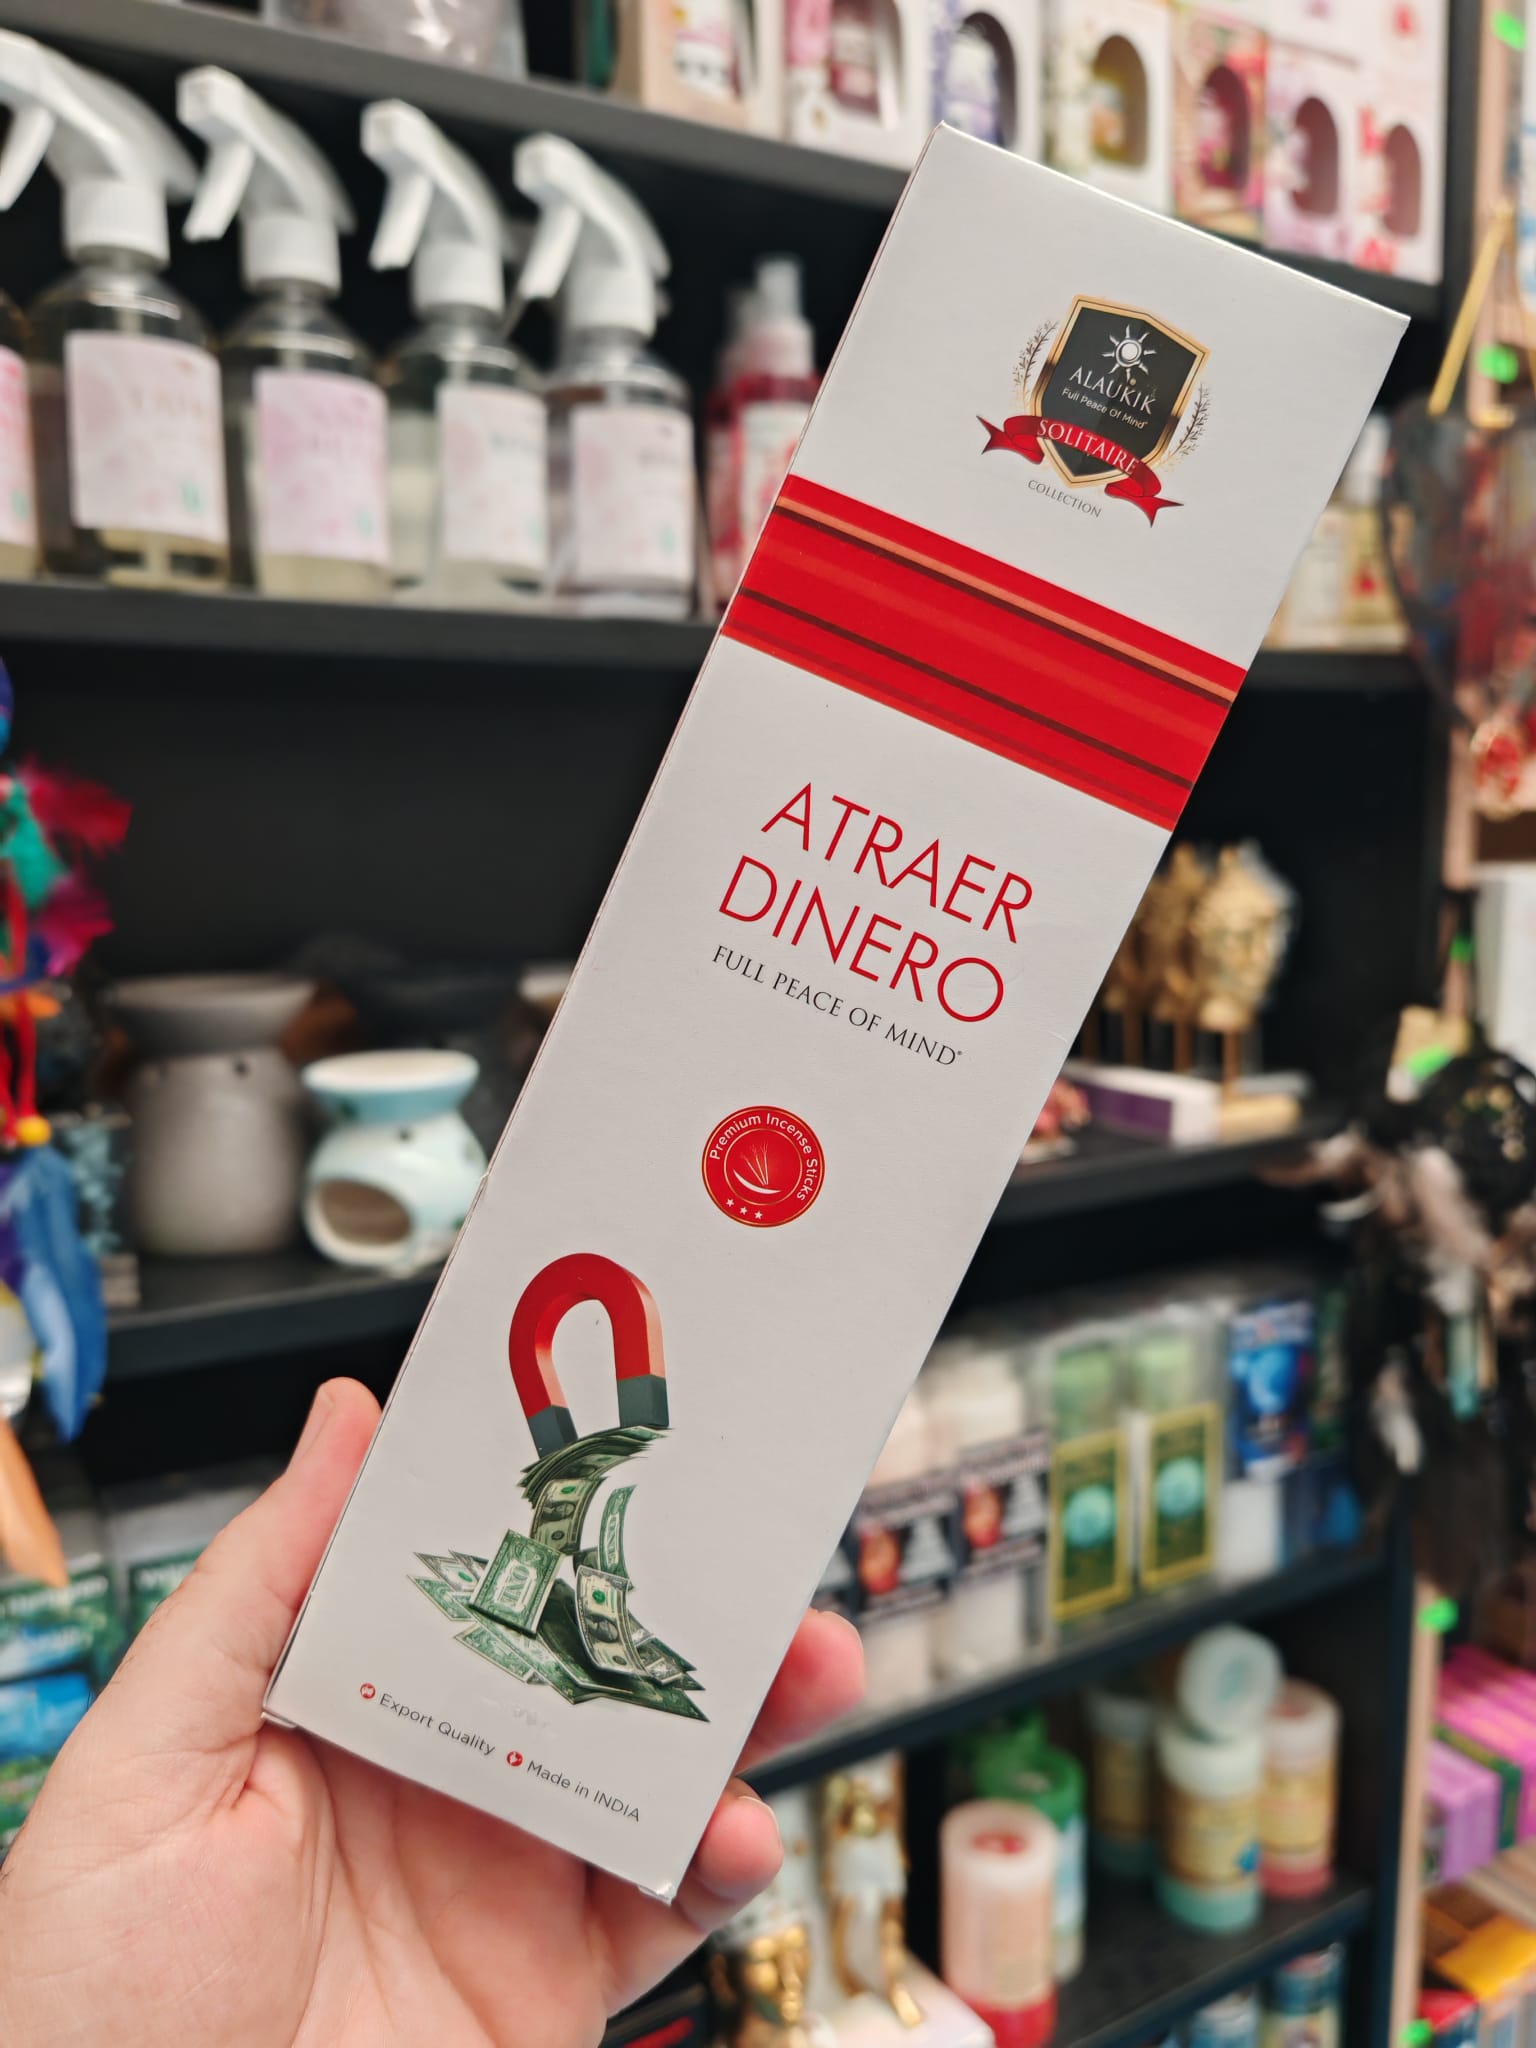 ALAUKIK
Full Peace Of Mind
SOLITAIRE
COLLECTION
ATRAER
DINERO
FULL PEACE OF MIND®
Premium Incense Sticks
Export Quality
Made in INDIA